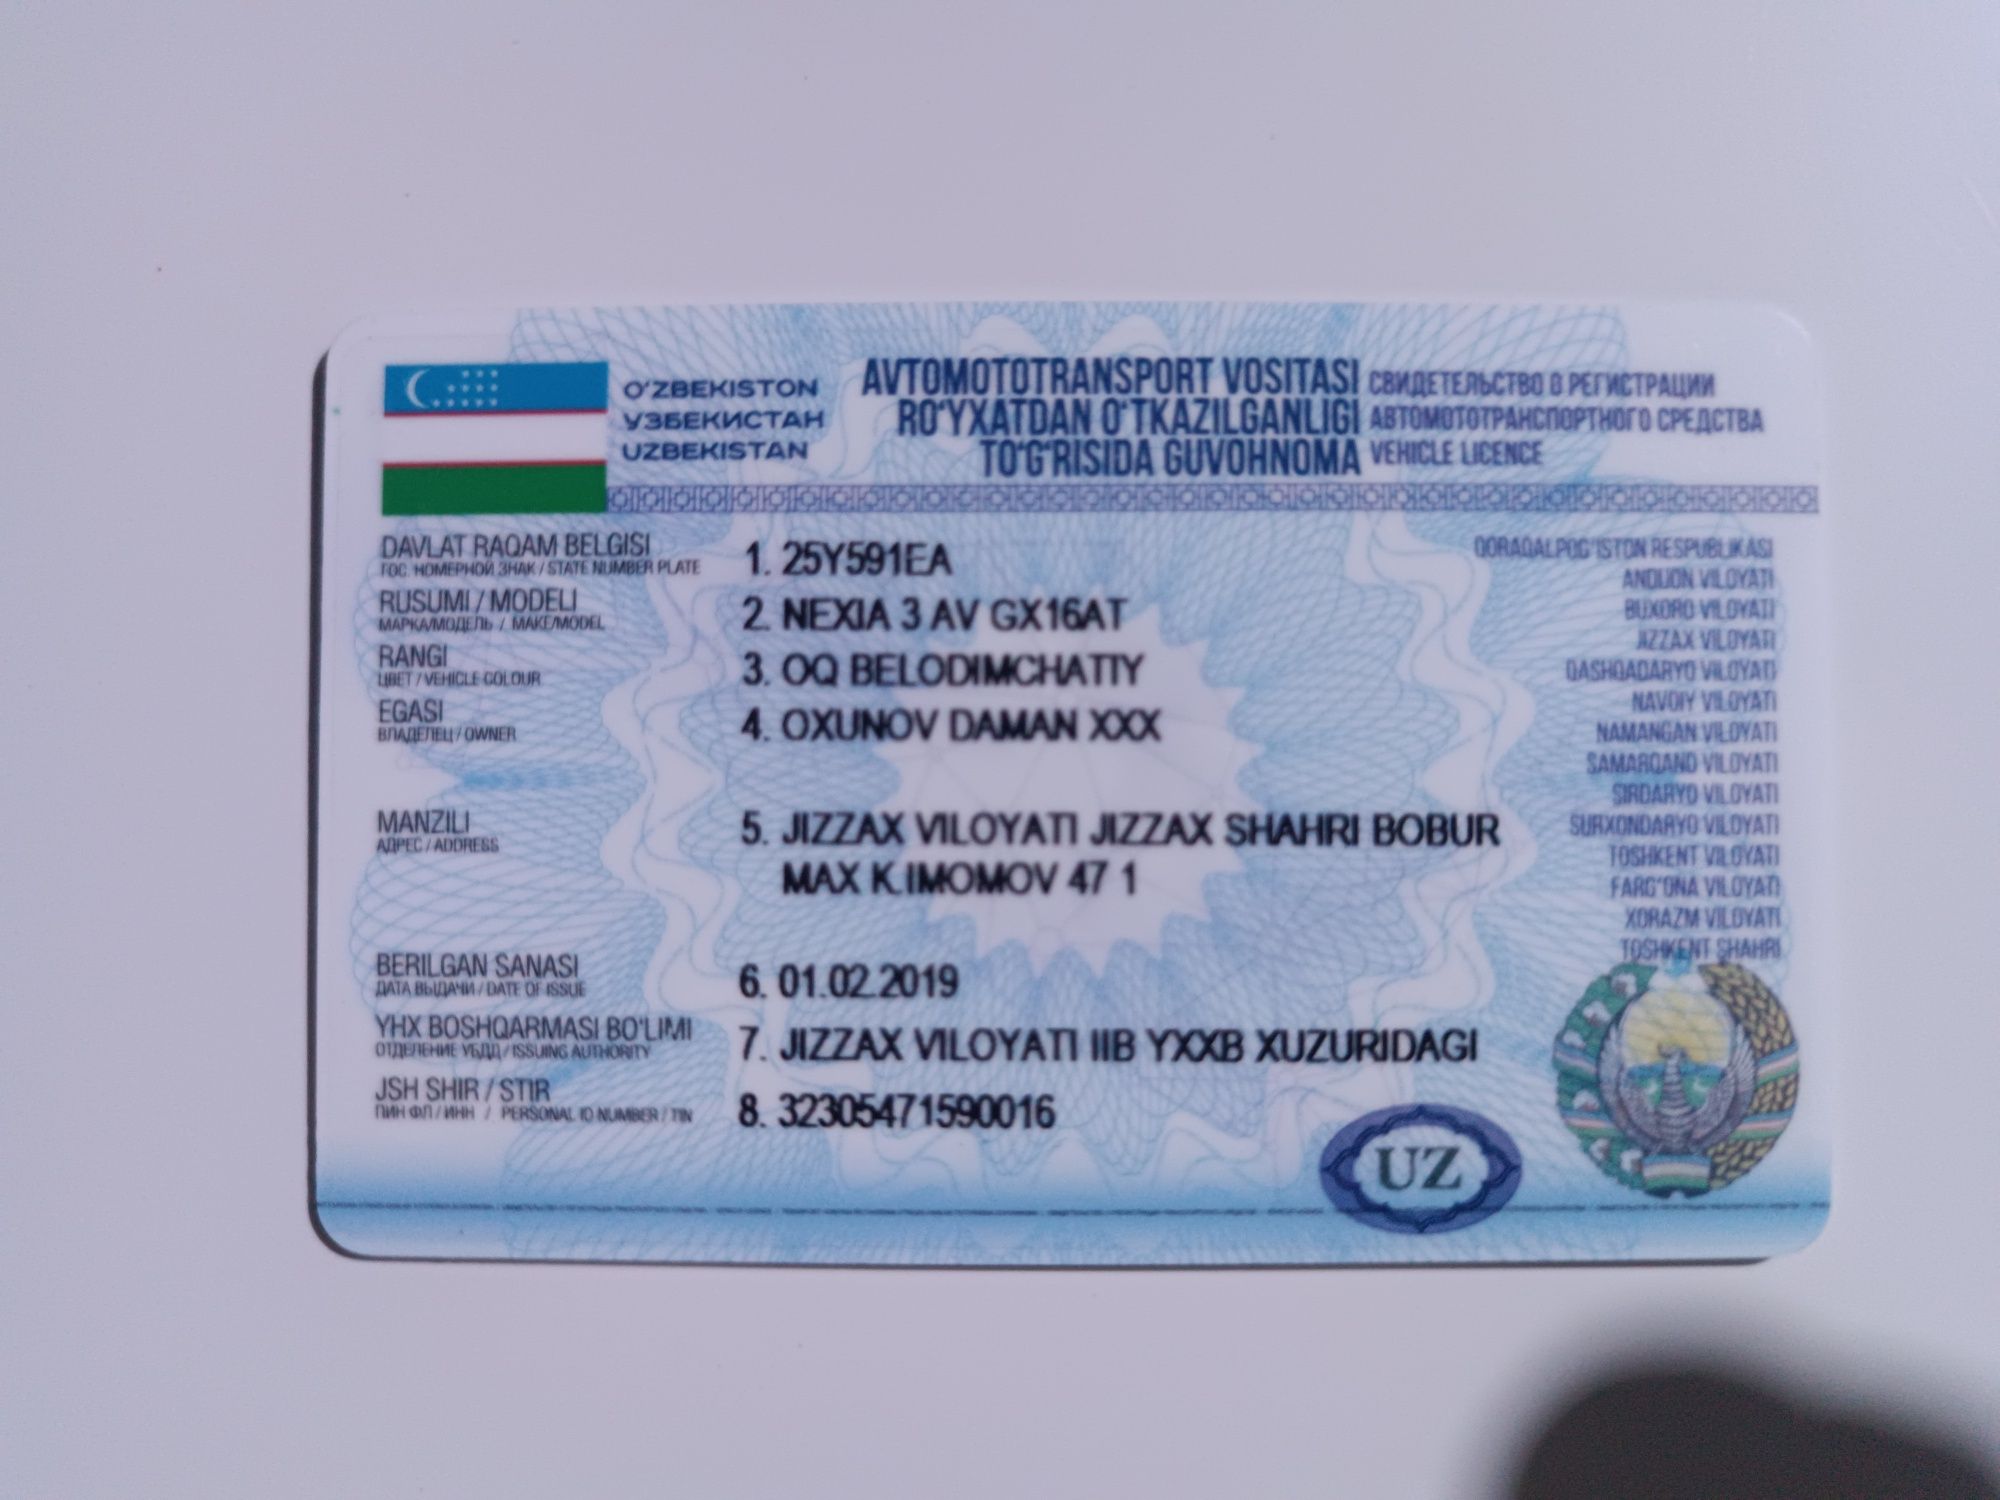 O'ZBEKISTON
УЗБЕКИСТАН
UZBEKISTAN
AVTOMOTOTRANSPORT VOSITASI
RO'YXATDAN O'TKAZILGANLIGI
TO'G'RISIDA GUVOHNOMA
СВИДЕТЕЛЬСТВО О РЕГИСТРАЦИИ
АВТОМОТОТРАНСПОРТНОГО СРЕДСТВА
VEHICLE LICENCE
DAVLAT RAQAM BELGISI
ГОС. НОМЕРНОЙ ЗНАК / STATE NUMBER PLATE
1. 25Y591EA
RUSUMI / MODELI
МАРКА/МОДЕЛЬ / MAKE/MODEL
2. NEXIA 3 AV GX16AT
RANGI
ЦВЕТ / VEHICLE COLOUR
3. OQ BELODIMCHATIY
EGASI
ВЛАДЕЛЕЦ / OWNER
4. OXUNOV DAMAN XXX
MANZILI
АДРЕС / ADDRESS
5. JIZZAX VILOYATI JIZZAX SHAHRI BOBUR
MAX K.IMOMOV 47 1
BERILGAN SANASI
ДАТА ВЫДАЧИ / DATE OF ISSUE
6. 01.02.2019
YHX BOSHQARMASI BO'LIMI
ОТДЕЛЕНИЕ УБДД / ISSUING AUTHORITY
7. JIZZAX VILOYATI IIB YXXB XUZURIDAGI
JSH SHIR / STIR
ПИН ФЛ / ИНН / PERSONAL ID NUMBER / TIN
8. 32305471590016
QORAQALPOG'ISTON RESPUBLIKASI
ANDIJON VILOYATI
BUXORO VILOYATI
JIZZAX VILOYATI
QASHQADARYO VILOYATI
NAVOIY VILOYATI
NAMANGAN VILOYATI
SAMARQAND VILOYATI
SIRDARYO VILOYATI
SURXONDARYO VILOYATI
TOSHKENT VILOYATI
FARG'ONA VILOYATI
XORAZM VILOYATI
TOSHKENT SHAHRI
UZ